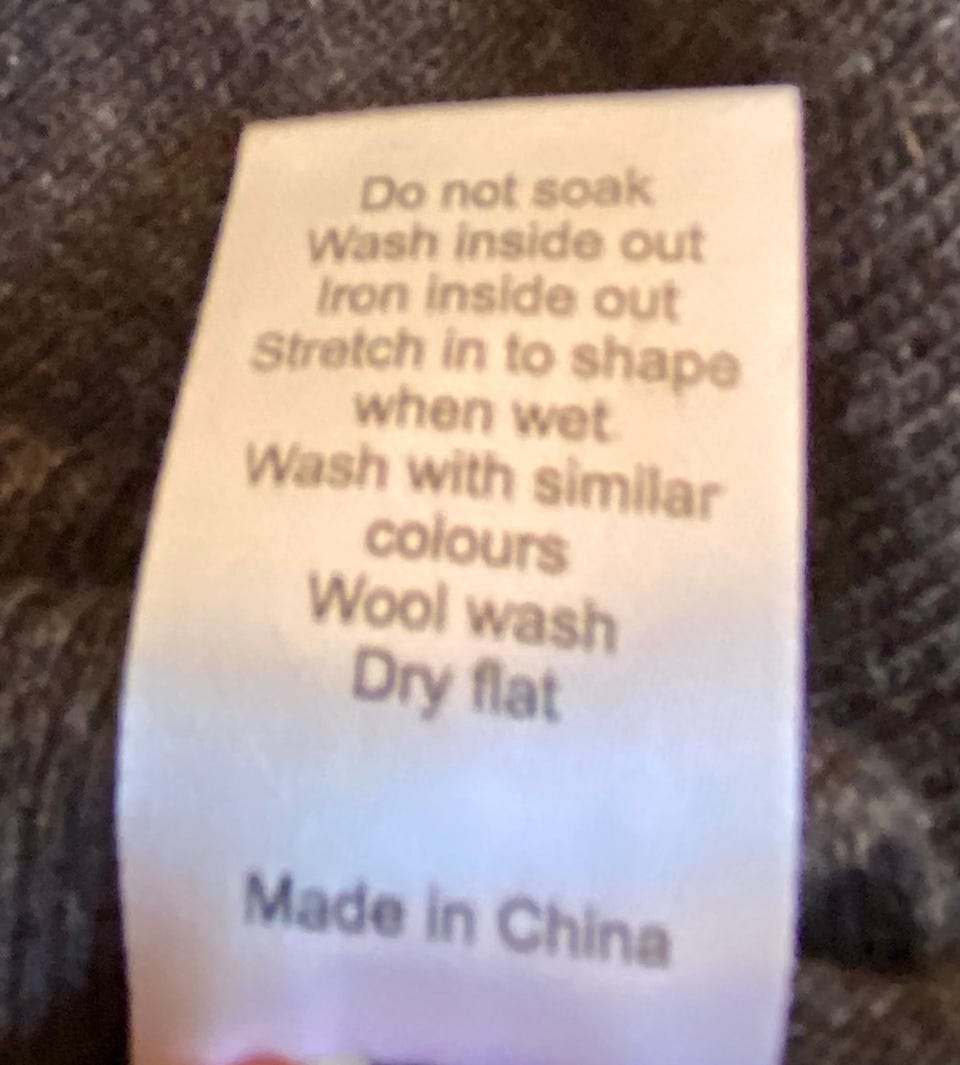 Do not soak
Wash inside out
Iron inside out
Stretch in to shape
when wet
Wash with similar
colours
Wool wash
Dry flat
Made in China